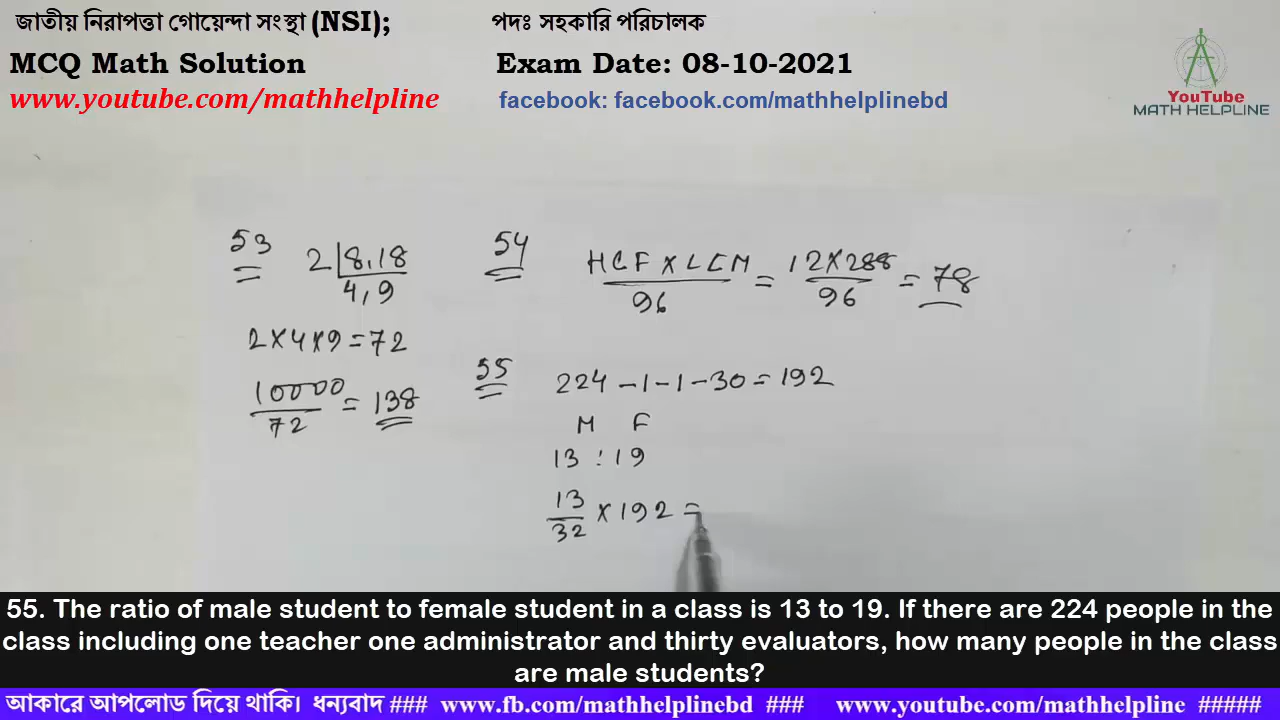 জাতীয় নিরাপত্তা গোয়েন্দা সংস্থা (NSI); পদঃ সহকারি পরিচালক
MCQ Math Solution Exam Date: 08-10-2021
www.youtube.com/mathhelpline facebook: facebook.com/mathhelplinebd
YouTube
MATH HELPLINE
53
2 8,18
4,9
2×4×9=72
10000/72 = 138
54
HCF×LCM/96 = 12×288/96 = 78
55
224-1-1-30=192
M F
13 : 19
13/32 × 192 =
55. The ratio of male student to female student in a class is 13 to 19. If there are 224 people in the
class including one teacher one administrator and thirty evaluators, how many people in the class
are male students?
আকারে আপলোড দিয়ে থাকি। ধন্যবাদ ### www.fb.com/mathhelplinebd ### www.youtube.com/mathhelpline #####